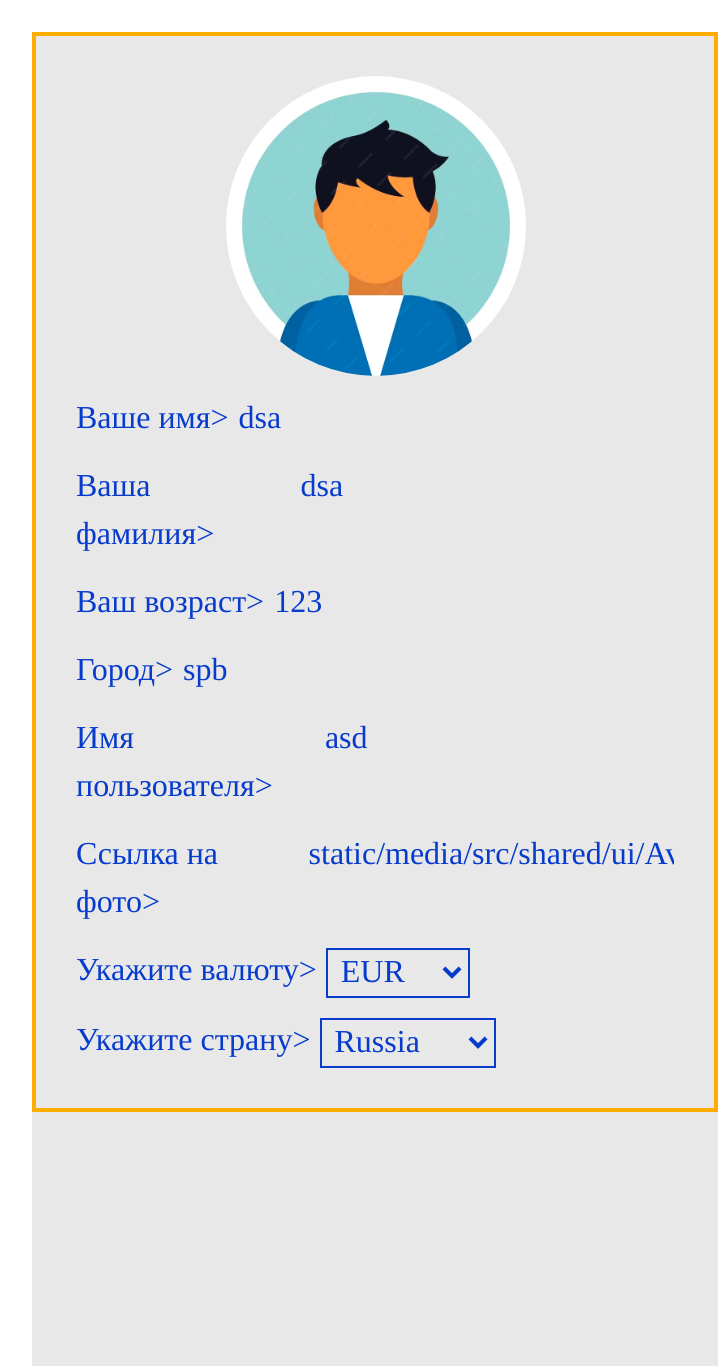 Ваше имя> dsa
Ваша dsa
фамилия>
Ваш возраст> 123
Город> spb
Имя asd
пользователя>
Ссылка на static/media/src/shared/ui/Av
фото>
Укажите валюту> EUR
Укажите страну> Russia